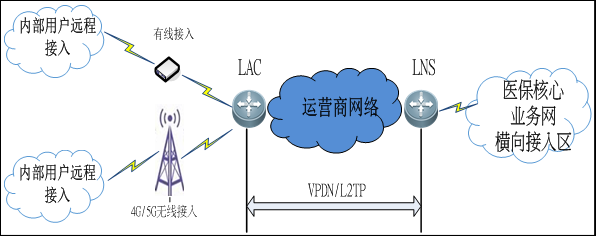 内部用户远程
接入
有线接入
LAC
运营商网络
LNS
医保核心
业务网
横向接入区
内部用户远程
接入
4G/5G无线接入
VPDN/L2TP